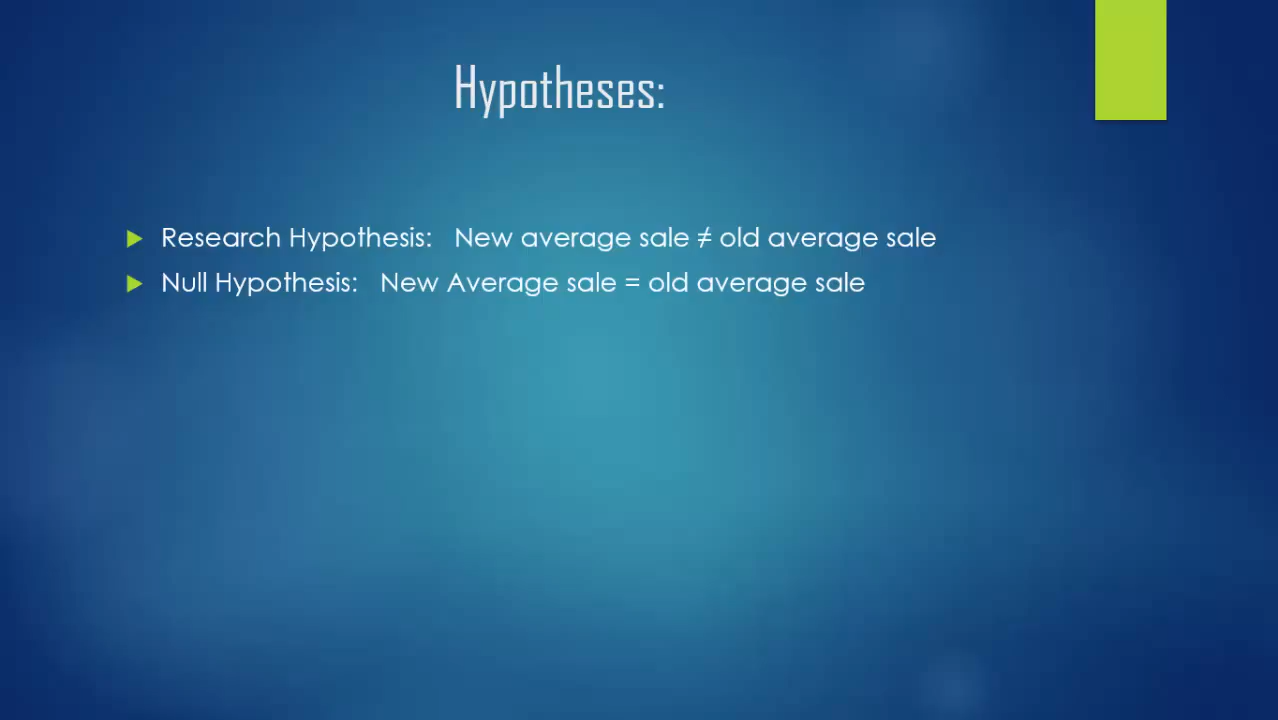 Hypotheses:
Research Hypothesis: New average sale ≠ old average sale
Null Hypothesis: New Average sale = old average sale